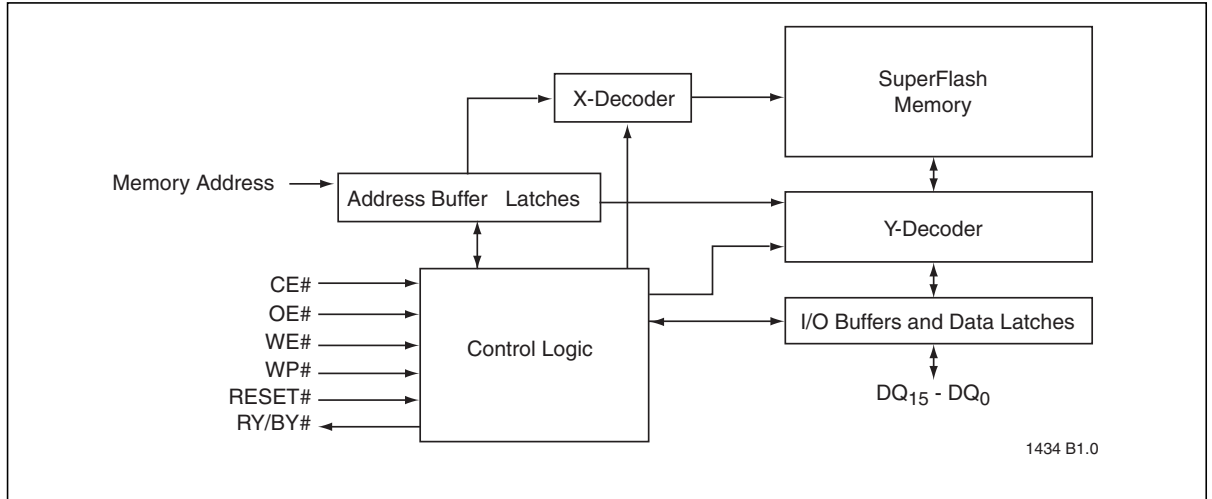 SuperFlash
Memory
X-Decoder
Memory Address
Address Buffer Latches
Y-Decoder
CE#
OE#
WE#
WP#
RESET#
RY/BY#
Control Logic
I/O Buffers and Data Latches
DQ15 - DQ0
1434 B1.0